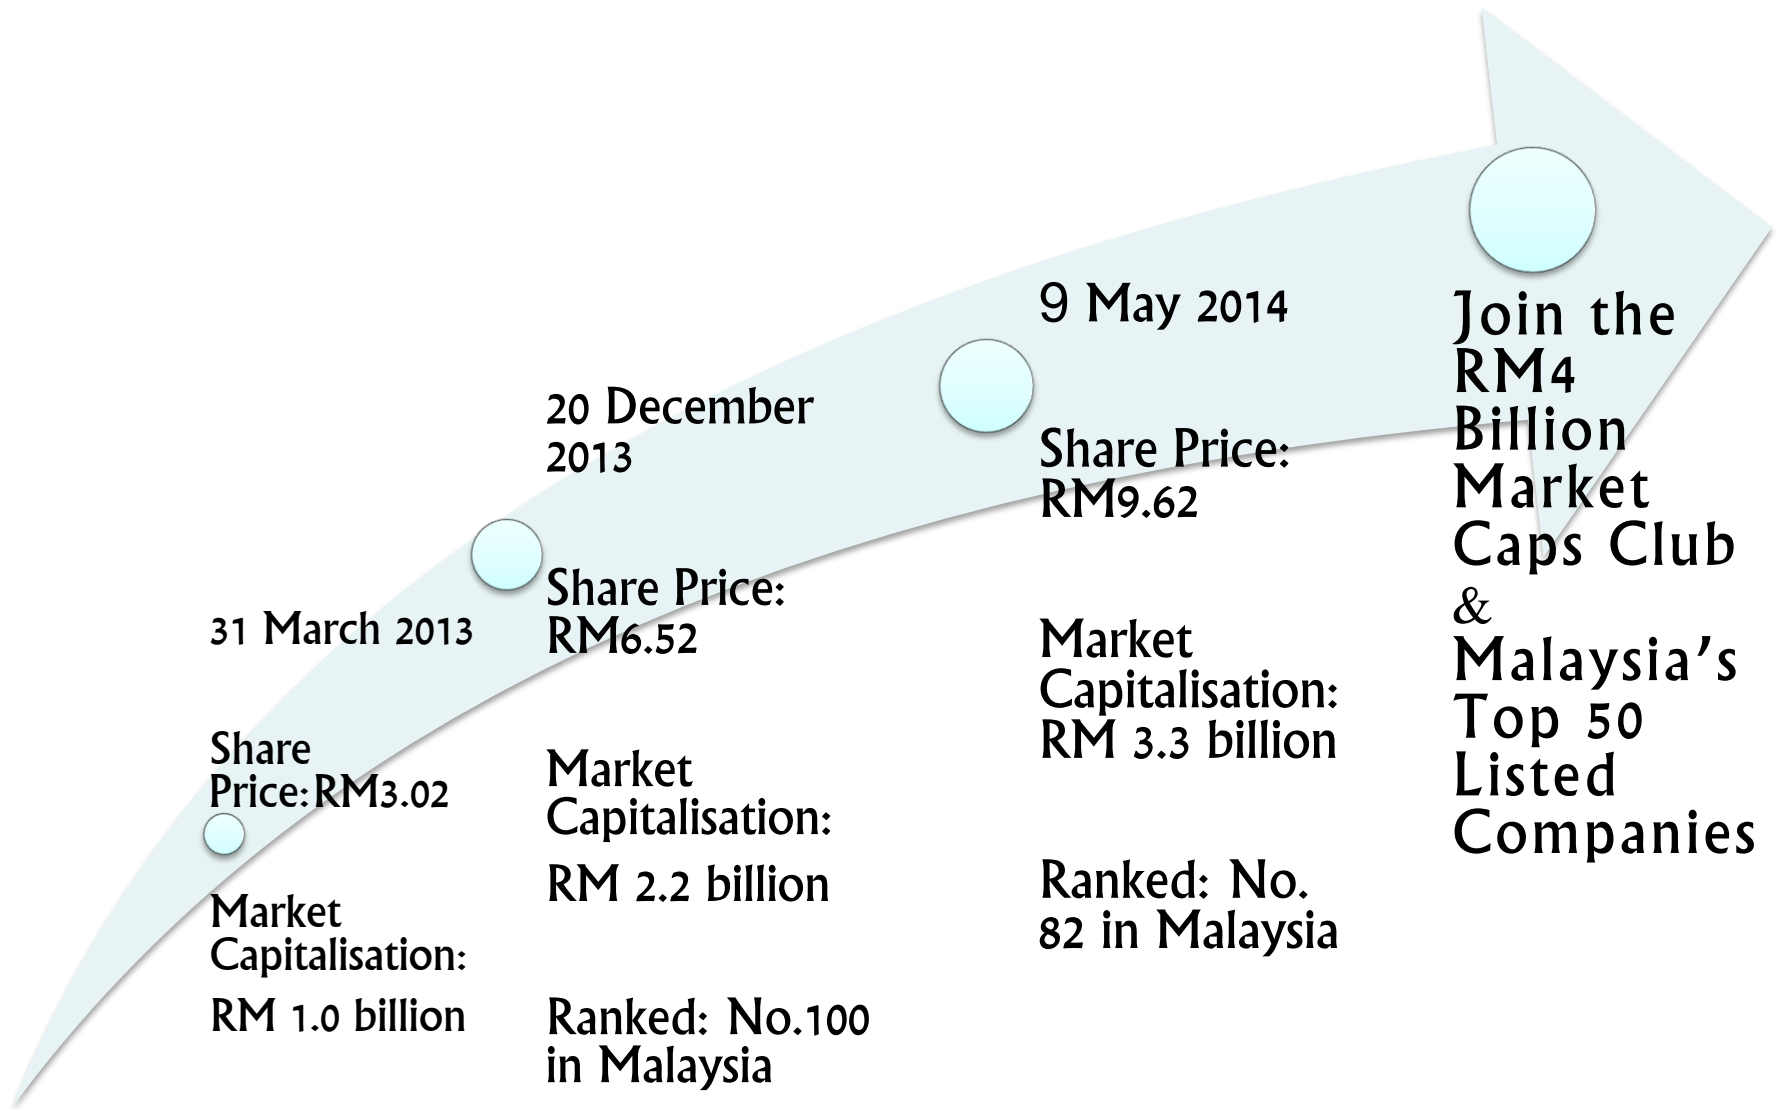 31 March 2013
Share
Price:RM3.02
Market
Capitalisation:
RM 1.0 billion
20 December
2013
Share Price:
RM6.52
Market
Capitalisation:
RM 2.2 billion
Ranked: No.100
in Malaysia
9 May 2014
Share Price:
RM9.62
Market
Capitalisation:
RM 3.3 billion
Ranked: No.
82 in Malaysia
Join the
RM4
Billion
Market
Caps Club
&
Malaysia’s
Top 50
Listed
Companies